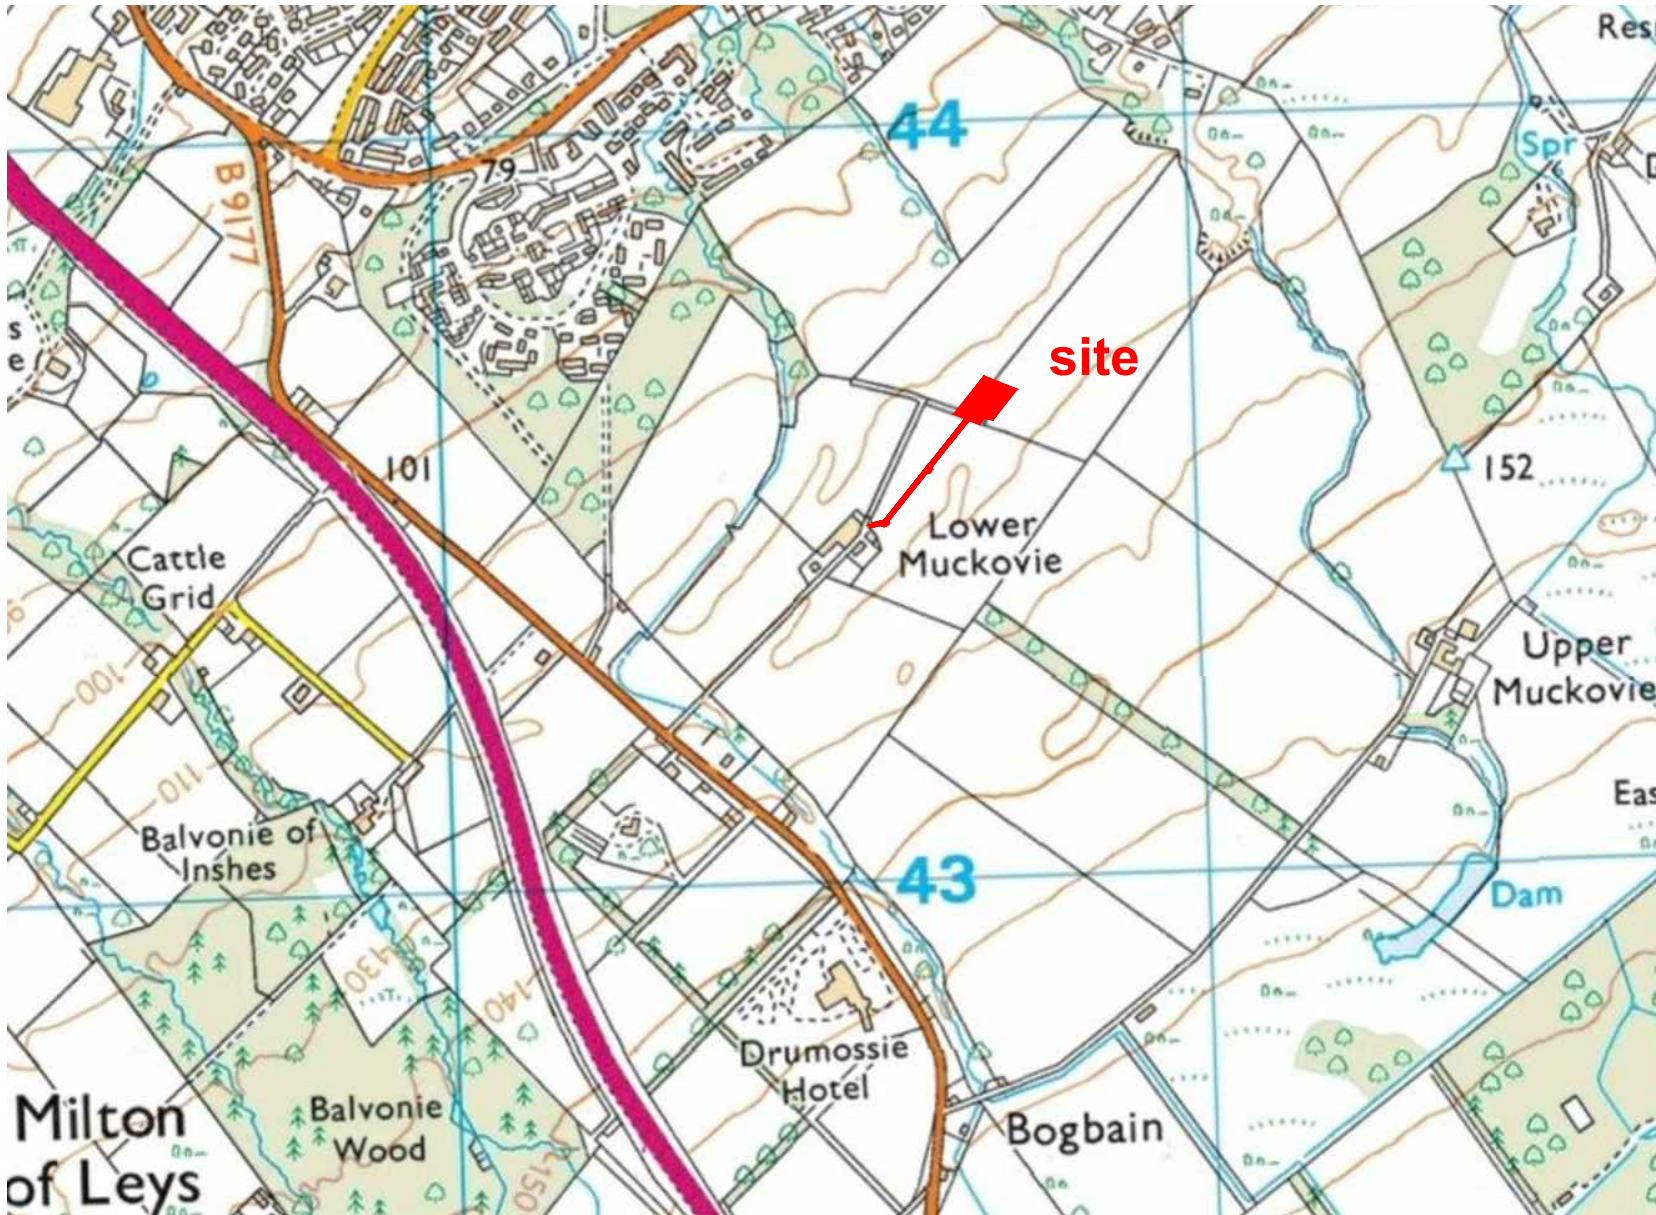 Res
44
Spr
79
B9177
s
e
site
101
152
Lower
Muckovie
Cattle
Grid
Upper
Muckovie
100
110
Balvonie of
Inshes
Eas
43
Dam
130
140
Drumossie
Hotel
Milton
of Leys
Balvonie
Wood
Bogbain
150